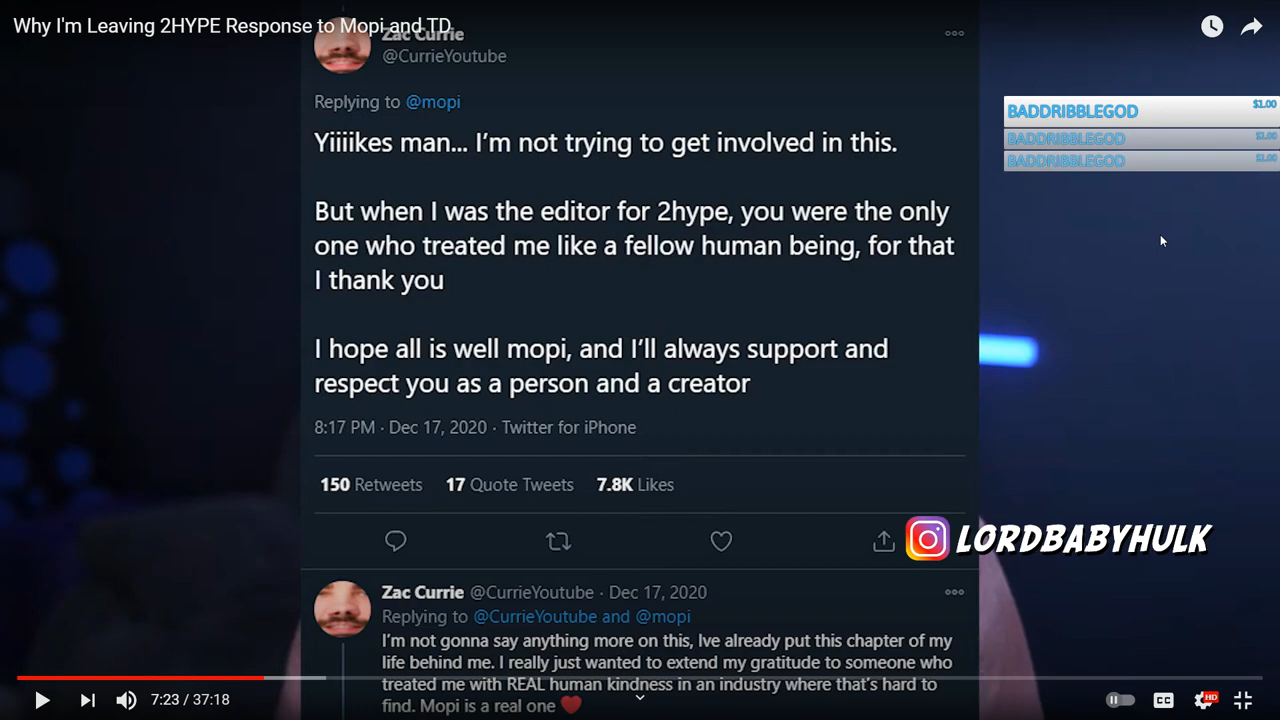 Why I'm Leaving 2HYPE Response to Mopi and TD
Zac Currie
@CurrieYoutube
Replying to @mopi
Yiiiikes man... I'm not trying to get involved in this.
But when I was the editor for 2hype, you were the only
one who treated me like a fellow human being, for that
I thank you
I hope all is well mopi, and I'll always support and
respect you as a person and a creator
8:17 PM · Dec 17, 2020 · Twitter for iPhone
150 Retweets 17 Quote Tweets 7.8K Likes
BADDRIBBLEGOD $1.00
BADDRIBBLEGOD $1.00
BADDRIBBLEGOD $1.00
LORDBABYHULK
Zac Currie @CurrieYoutube · Dec 17, 2020
Replying to @CurrieYoutube and @mopi
I'm not gonna say anything more on this, Ive already put this chapter of my
life behind me. I really just wanted to extend my gratitude to someone who
treated me with REAL human kindness in an industry where that's hard to
find. Mopi is a real one ❤️
7:23 / 37:18
CC
HD